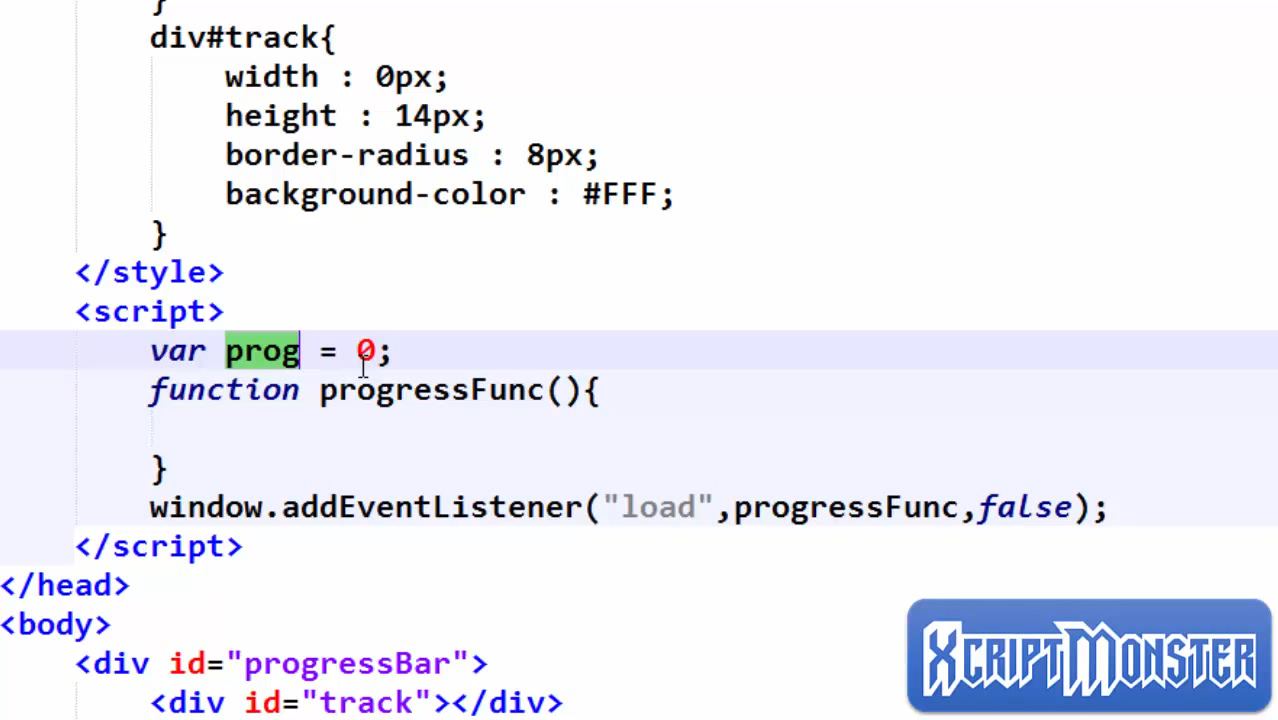 }
div#track{
width : 0px;
height : 14px;
border-radius : 8px;
background-color : #FFF;
}
</style>
<script>
var prog = 0;
function progressFunc(){
}
window.addEventListener("load",progressFunc,false);
</script>
</head>
<body>
<div id="progressBar">
<div id="track"></div>
XCRIPTMONSTER